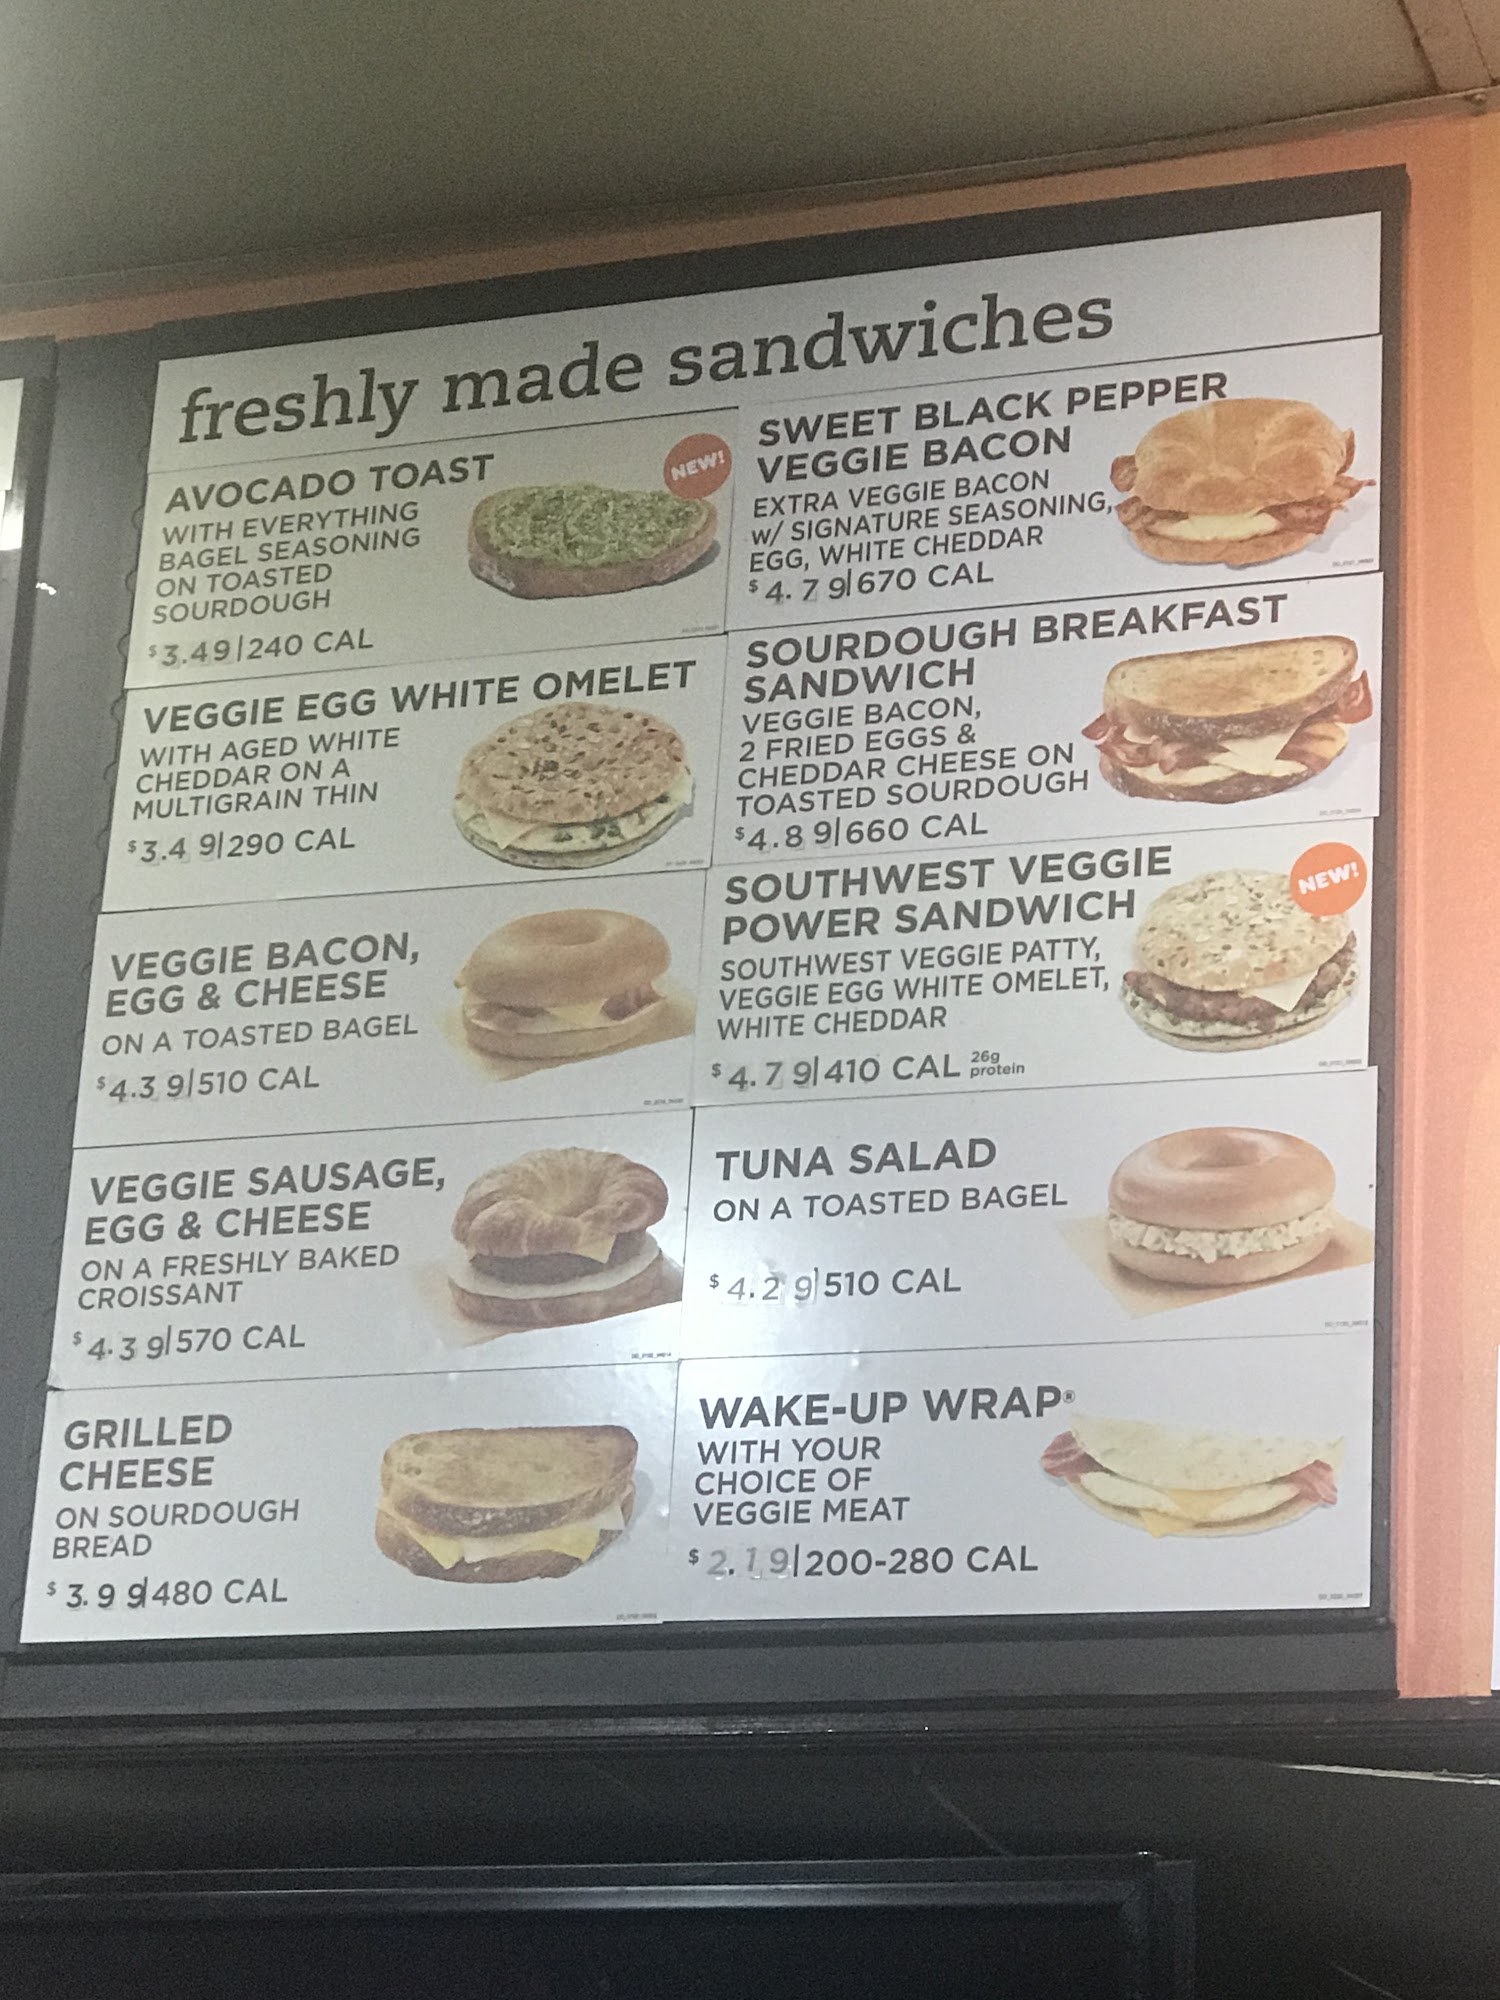 freshly made sandwiches
AVOCADO TOAST
WITH EVERYTHING
BAGEL SEASONING
ON TOASTED
SOURDOUGH
$3.49|240 CAL
NEW!
VEGGIE EGG WHITE OMELET
WITH AGED WHITE
CHEDDAR ON A
MULTIGRAIN THIN
$3.49|290 CAL
VEGGIE BACON,
EGG & CHEESE
ON A TOASTED BAGEL
$4.39|510 CAL
VEGGIE SAUSAGE,
EGG & CHEESE
ON A FRESHLY BAKED
CROISSANT
$4.39|570 CAL
GRILLED
CHEESE
ON SOURDOUGH
BREAD
$3.99|480 CAL
SWEET BLACK PEPPER
VEGGIE BACON
EXTRA VEGGIE BACON
w/ SIGNATURE SEASONING,
EGG, WHITE CHEDDAR
$4.79|670 CAL
SOURDOUGH BREAKFAST
SANDWICH
VEGGIE BACON,
2 FRIED EGGS &
CHEDDAR CHEESE ON
TOASTED SOURDOUGH
$4.89|660 CAL
SOUTHWEST VEGGIE
POWER SANDWICH
SOUTHWEST VEGGIE PATTY,
VEGGIE EGG WHITE OMELET,
WHITE CHEDDAR
$4.79|410 CAL 26g protein
NEW!
TUNA SALAD
ON A TOASTED BAGEL
$4.29|510 CAL
WAKE-UP WRAP®
WITH YOUR
CHOICE OF
VEGGIE MEAT
$2.19|200-280 CAL